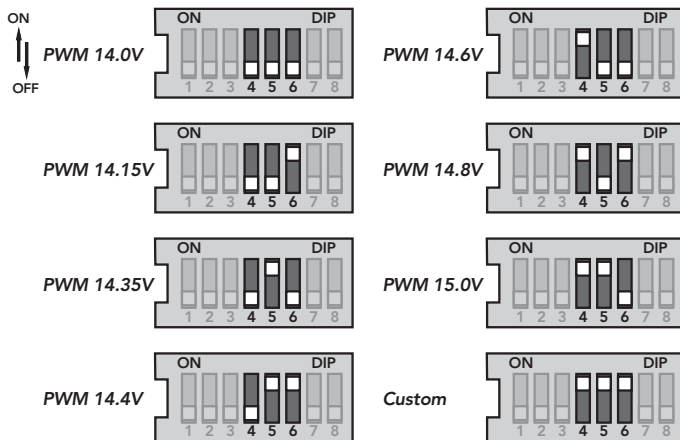 ON
OFF
PWM 14.0V
ON DIP
1 2 3 4 5 6 7 8
PWM 14.6V
ON DIP
1 2 3 4 5 6 7 8
PWM 14.15V
ON DIP
1 2 3 4 5 6 7 8
PWM 14.8V
ON DIP
1 2 3 4 5 6 7 8
PWM 14.35V
ON DIP
1 2 3 4 5 6 7 8
PWM 15.0V
ON DIP
1 2 3 4 5 6 7 8
PWM 14.4V
ON DIP
1 2 3 4 5 6 7 8
Custom
ON DIP
1 2 3 4 5 6 7 8